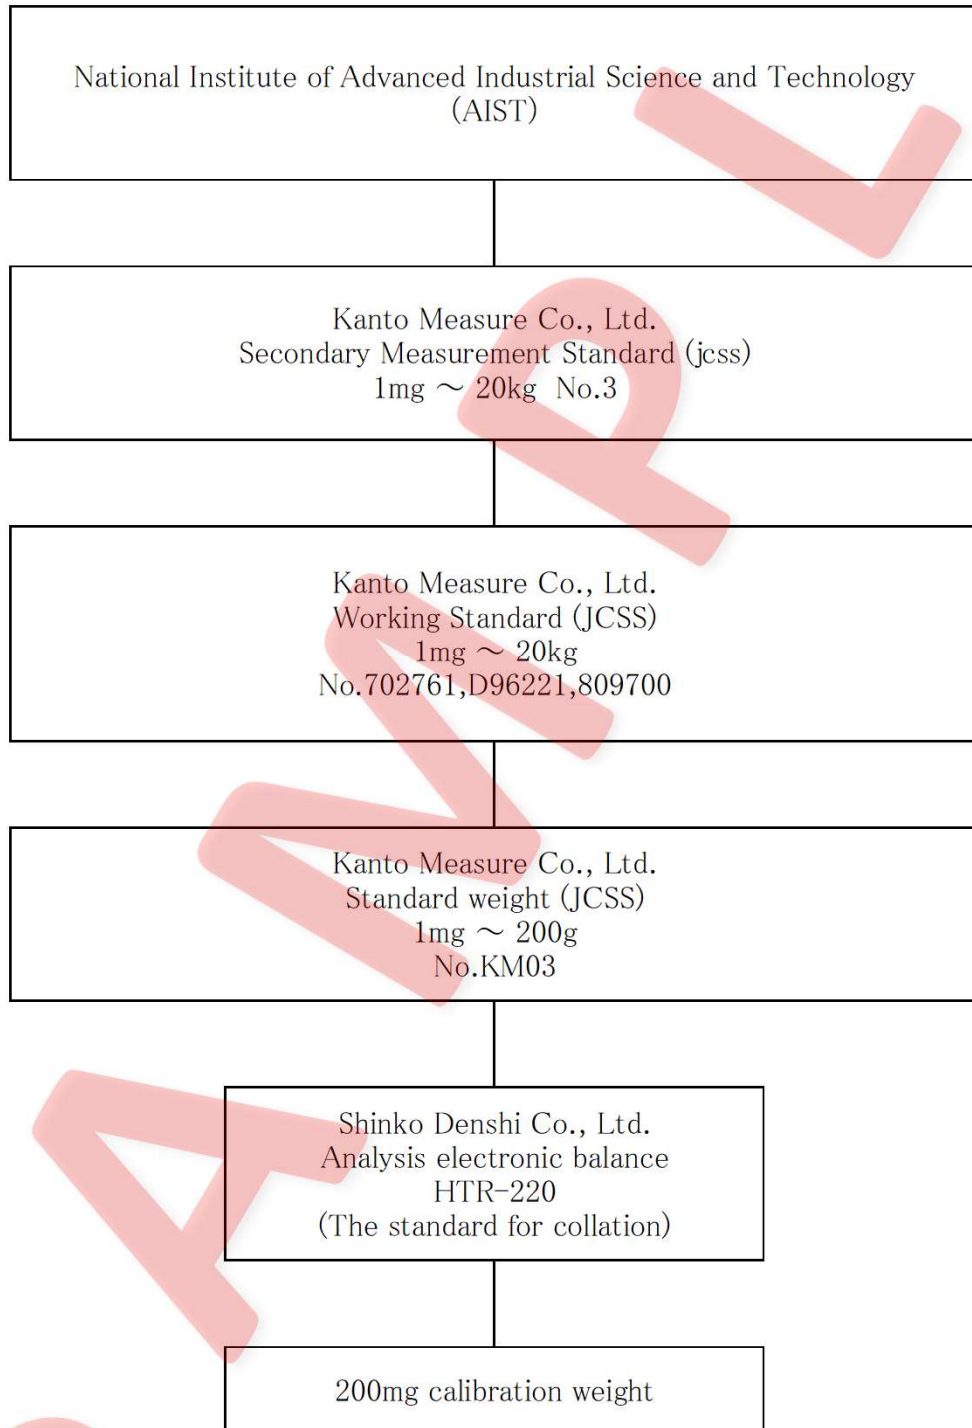 National Institute of Advanced Industrial Science and Technology
(AIST)
Kanto Measure Co., Ltd.
Secondary Measurement Standard (jcss)
1mg ～ 20kg No.3
Kanto Measure Co., Ltd.
Working Standard (JCSS)
1mg ～ 20kg
No.702761,D96221,809700
Kanto Measure Co., Ltd.
Standard weight (JCSS)
1mg ～ 200g
No.KM03
Shinko Denshi Co., Ltd.
Analysis electronic balance
HTR-220
(The standard for collation)
200mg calibration weight
AMPL